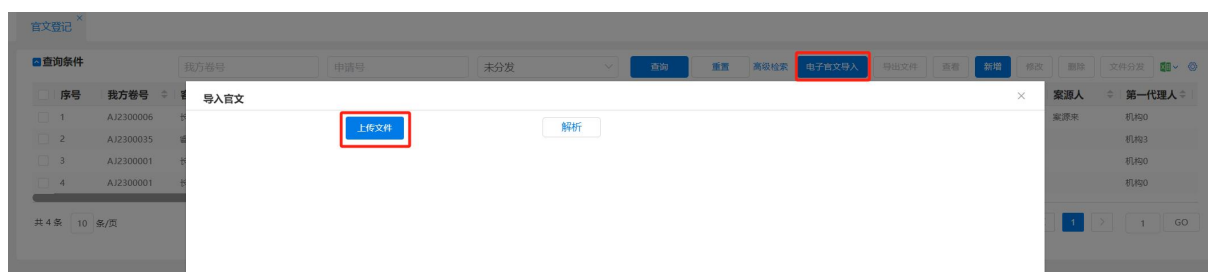 官文登记 ×
查询条件 我方卷号 申请号 未分发 查询 重置 高级检索 电子官文导入 导出文件 查看 新增 修改 删除 文件分发
序号 我方卷号 导入官文 × 案源人 第一代理人
上传文件 解析
1 AJ2300006 案源来 机构0
2 AJ2300035 机构3
3 AJ2300001 机构0
4 AJ2300001 机构0
共 4 条 10 条/页 1 > 1 GO